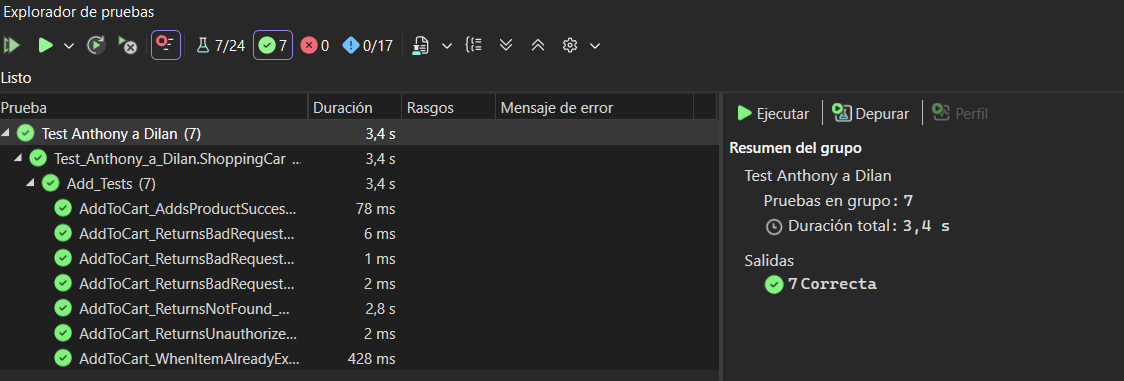 Explorador de pruebas
7/24 7 0 0/17
Listo
Prueba Duración Rasgos Mensaje de error
Test Anthony a Dilan (7) 3,4 s
Test_Anthony_a_Dilan.ShoppingCar ... 3,4 s
Add_Tests (7) 3,4 s
AddToCart_AddsProductSucces... 78 ms
AddToCart_ReturnsBadRequest... 6 ms
AddToCart_ReturnsBadRequest... 1 ms
AddToCart_ReturnsBadRequest... 2 ms
AddToCart_ReturnsNotFound_... 2,8 s
AddToCart_ReturnsUnauthorize... 2 ms
AddToCart_WhenItemAlreadyEx... 428 ms
Ejecutar Depurar Perfil
Resumen del grupo
Test Anthony a Dilan
Pruebas en grupo: 7
Duración total: 3,4 s
Salidas
7 Correcta